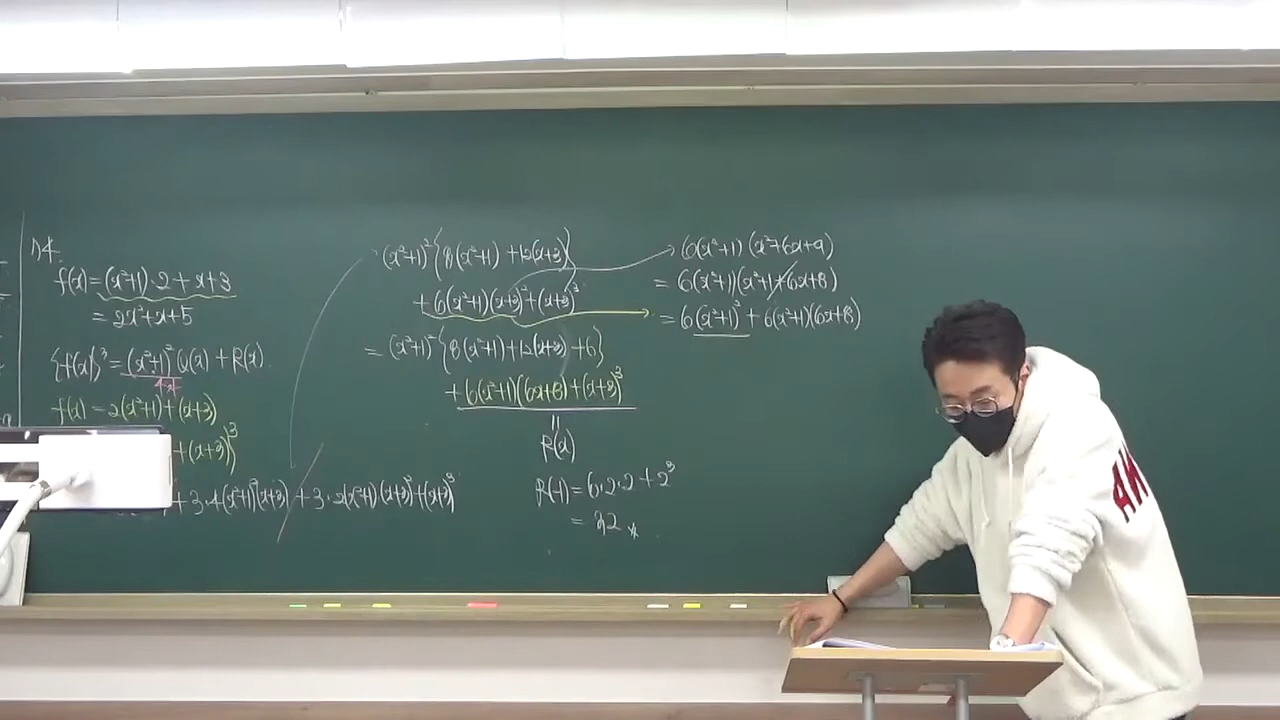 74.
f(x)=(x²+1)·2+x+3
=2x²+x+5
{f(x)}³=(x²+1)²Q(x)+R(x).
f(x)=2(x²+1)+(x+3)
+(x+3)}³
+3·4(x²+1)²(x+3)+3·2(x²+1)(x+3)²+(x+3)³
(x²+1)²{8(x²+1)+12(x+3)}
+6(x²+1)(x+3)²+(x+3)³
=(x²+1)²{8(x²+1)+12(x+3)+6}
+6(x²+1)(6x+8)+(x+3)³
R(x)
R(-1)=6·2·2+2³
=32
6(x²+1)(x²+6x+9)
=6(x²+1)(x²+1+6x+8)
=6(x²+1)²+6(x²+1)(6x+8)